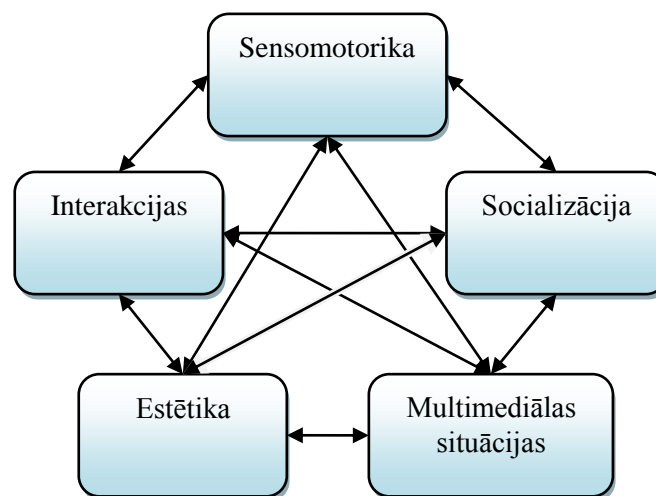 Sensomotorika
Interakcijas
Socializācija
Estētika
Multimediālas
situācijas